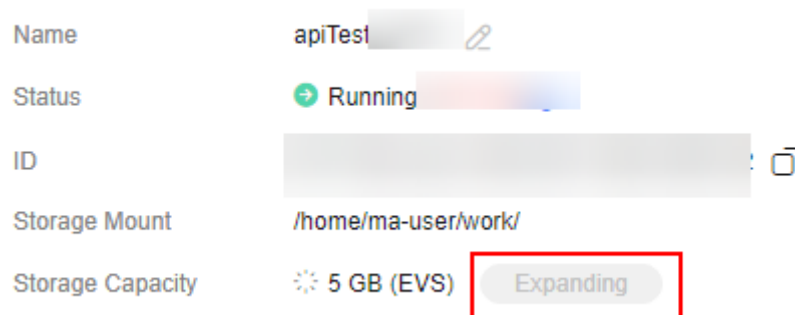 Name apiTest
Status Running
ID
Storage Mount /home/ma-user/work/
Storage Capacity 5 GB (EVS) Expanding